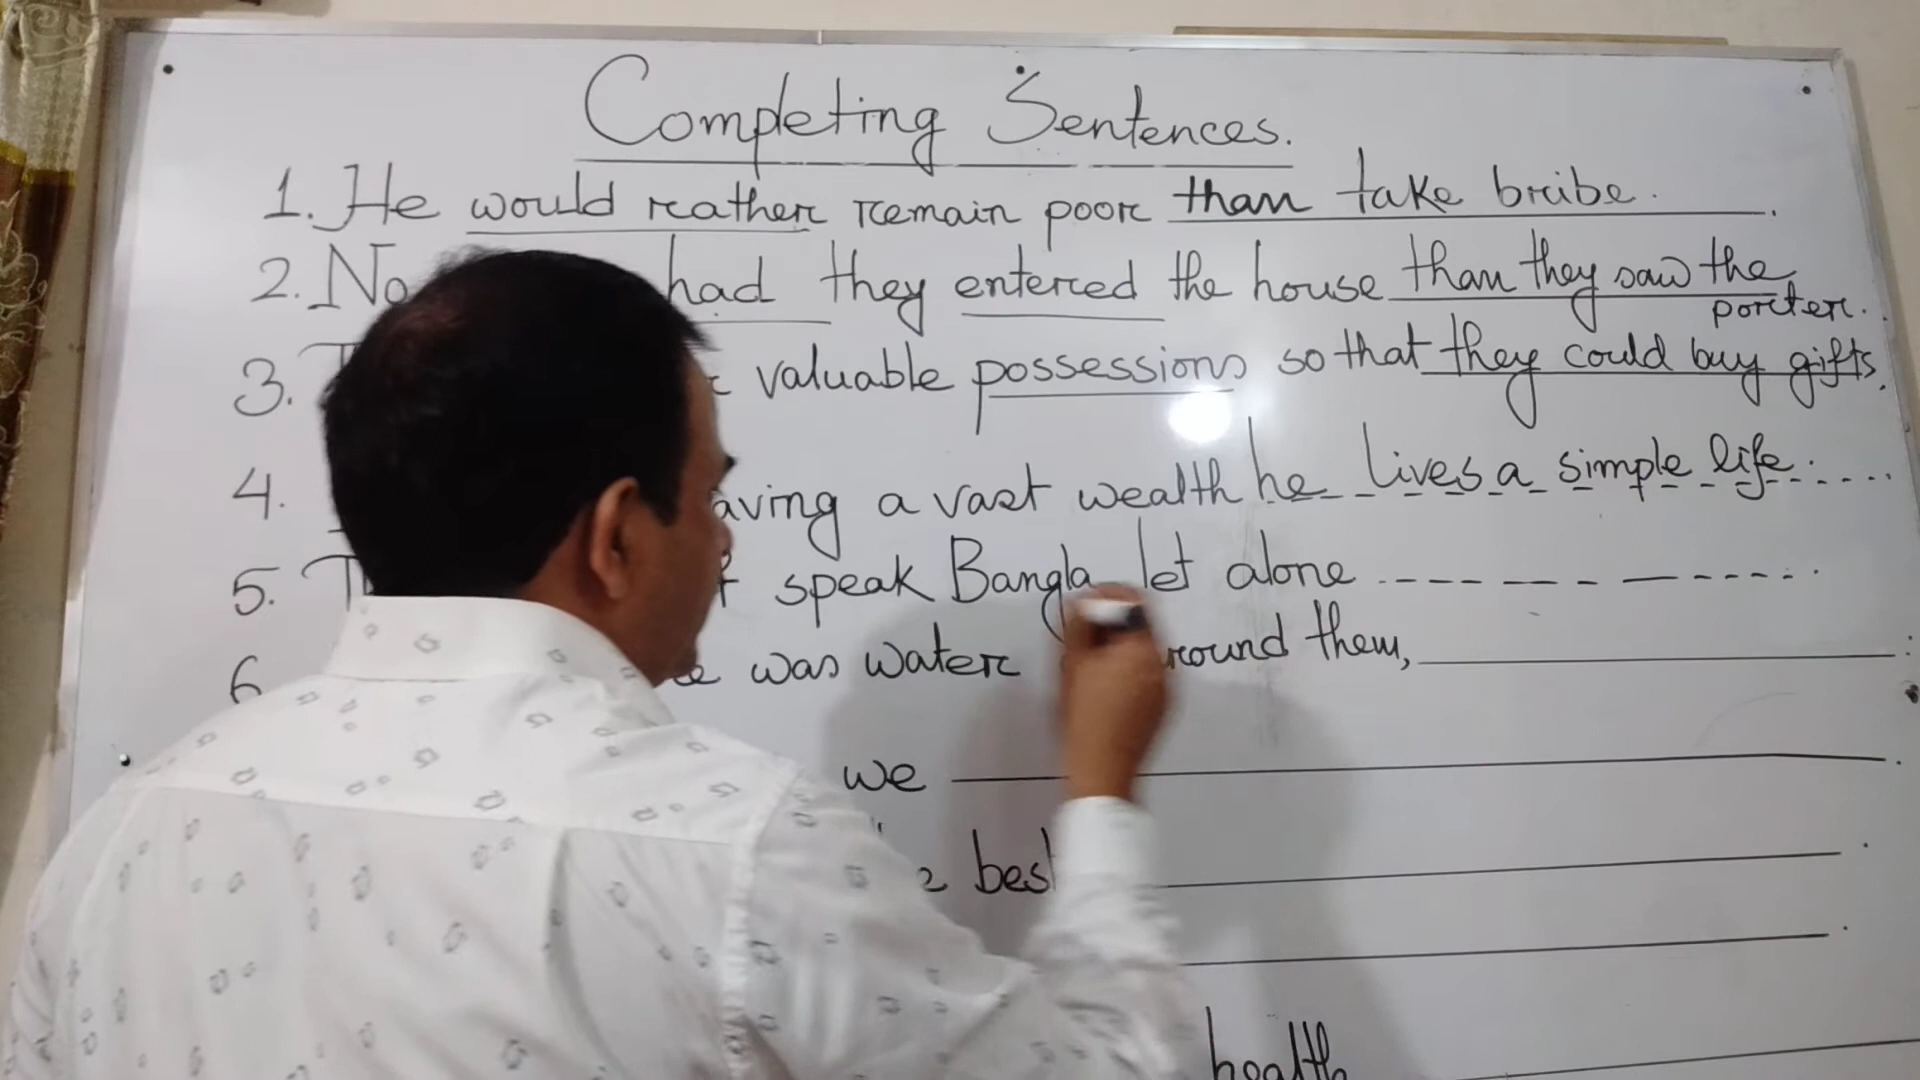 Completing Sentences.
1. He would rather remain poor than take bribe.
2. No had they entered the house than they saw the
porter.
3. valuable possessions so that they could buy gifts.
4. having a vast wealth he lives a simple life.
5. speak Bangla let alone
6. was water around them,
we
best
health